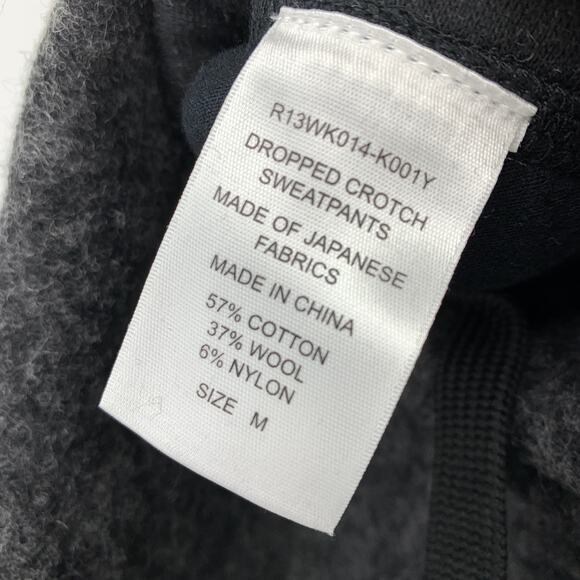 R13WK014-K001Y
DROPPED CROTCH
SWEATPANTS
MADE OF JAPANESE
FABRICS
MADE IN CHINA
57% COTTON
37% WOOL
6% NYLON
SIZE M